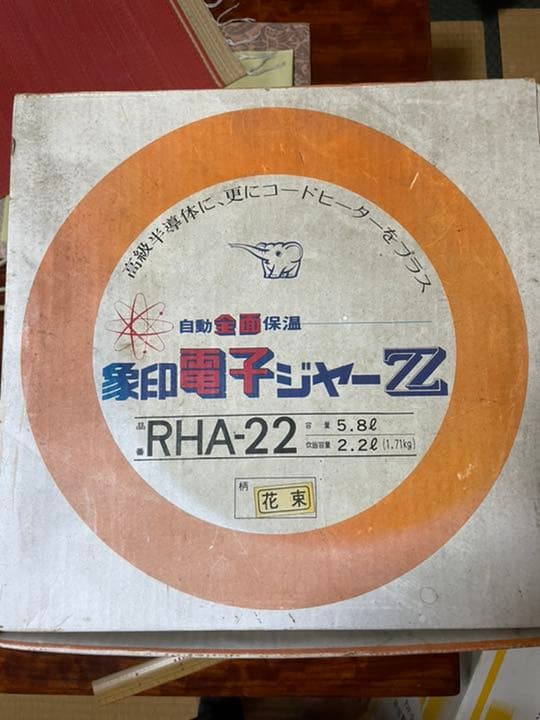 高級半導体に、更にコードヒーターをプラス
自動全面保温
象印電子ジャーZZ
品番 RHA-22
容量 5.8ℓ
炊飯容量 2.2ℓ (1.71kg)
柄 花束